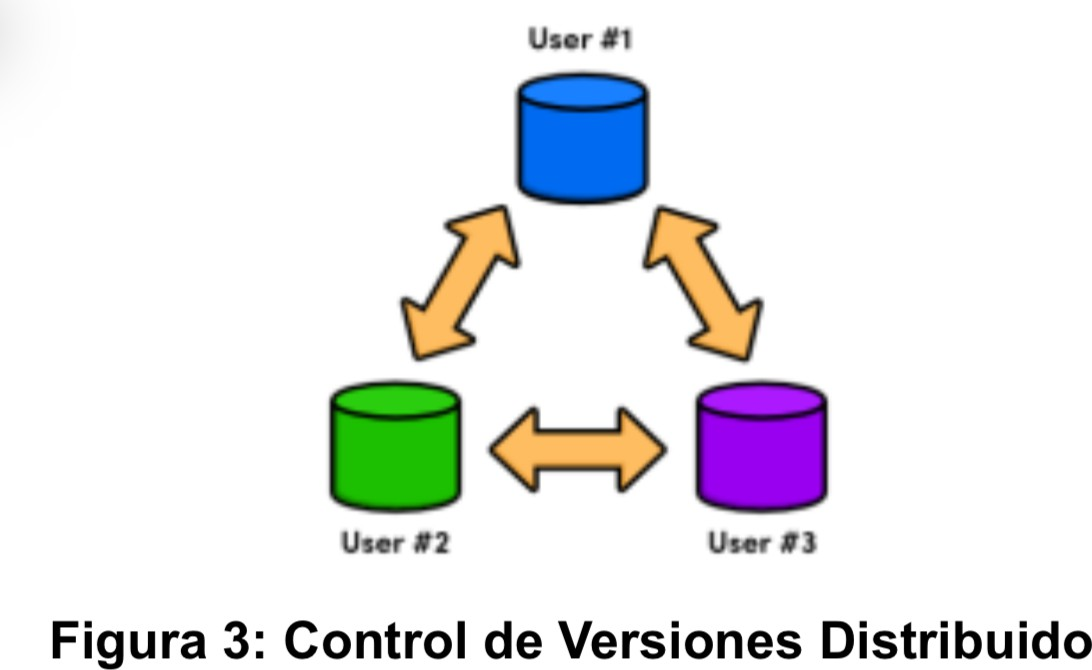 User #1
User #2
User #3
Figura 3: Control de Versiones Distribuido